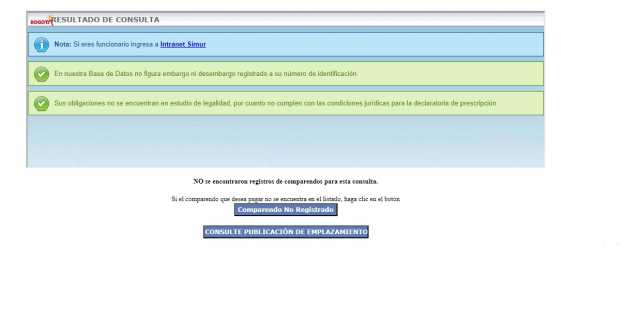 BOGOTÁ RESULTADO DE CONSULTA
Nota: Si eres funcionario ingresa a Intranet Simur
En nuestra Base de Datos no figura embargo ni desembargo registrado a su número de identificación
Sus obligaciones no se encuentran en estudio de legalidad, por cuanto no cumplen con las condiciones jurídicas para la declaratoria de prescripción
NO se encontraron registros de comparendos para esta consulta.
Si el comparendo que desea pagar no se encuentra en el listado, haga clic en el botón
Comparendo No Registrado
CONSULTE PUBLICACIÓN DE EMPLAZAMIENTO